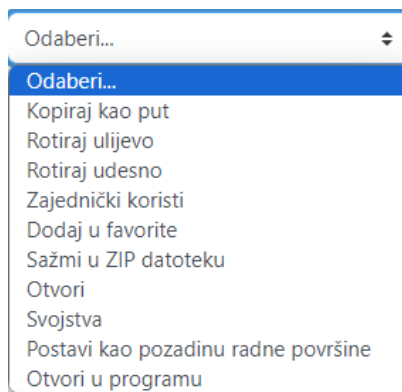 Odaberi...
Odaberi...
Kopiraj kao put
Rotiraj ulijevo
Rotiraj udesno
Zajednički koristi
Dodaj u favorite
Sažmi u ZIP datoteku
Otvori
Svojstva
Postavi kao pozadinu radne površine
Otvori u programu